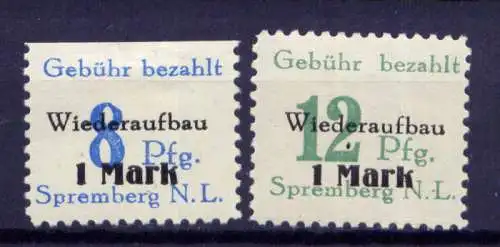 Gebühr bezahlt
Wiederaufbau
8 Pfg.
1 Mark
Spremberg N.L.
Gebühr bezahlt
Wiederaufbau
12 Pfg.
1 Mark
Spremberg N.L.